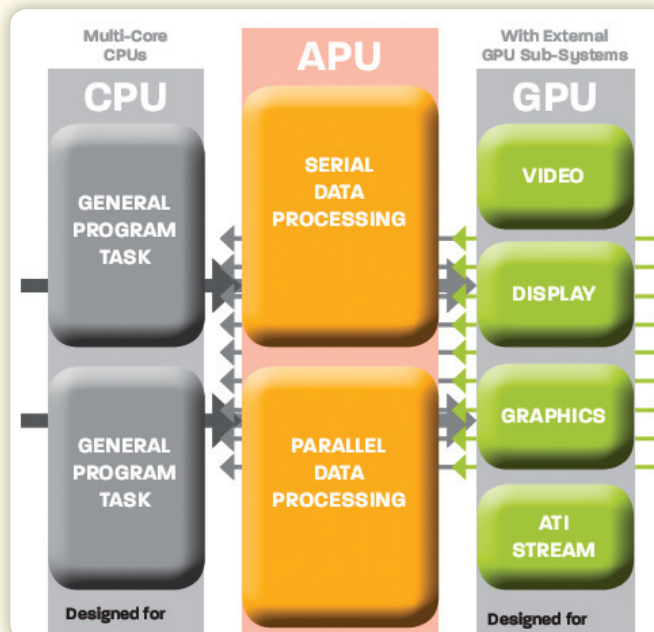 Multi-Core
CPUs
CPU
GENERAL
PROGRAM
TASK
GENERAL
PROGRAM
TASK
Designed for
APU
SERIAL
DATA
PROCESSING
PARALLEL
DATA
PROCESSING
With External
GPU Sub-Systems
GPU
VIDEO
DISPLAY
GRAPHICS
ATI
STREAM
Designed for